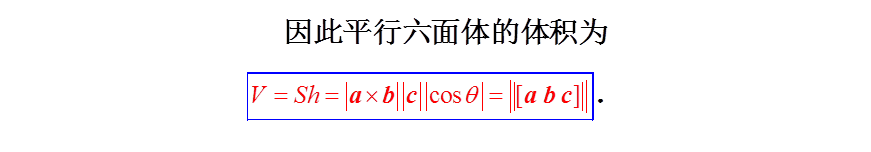 因此平行六面体的体积为
V = Sh = |a × b||c||cos θ| = ||[a b c]||.